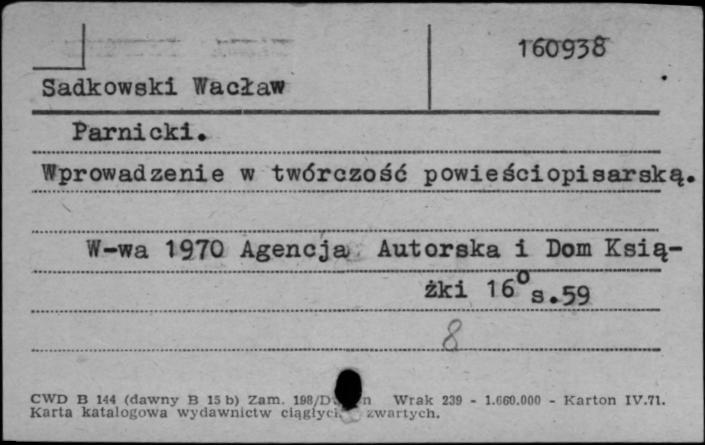 160938
Sadkowski Wacław
Parnicki.
Wprowadzenie w twórczość powieściopisarską.
W-wa 1970 Agencja Autorska i Dom Ksią-
żki 16° s.59
8
CWD B 144 (dawny B 15 b) Zam. 198/D n Wrak 239 - 1.660.000 - Karton IV.71.
Karta katalogowa wydawnictw ciągłych zwartych.